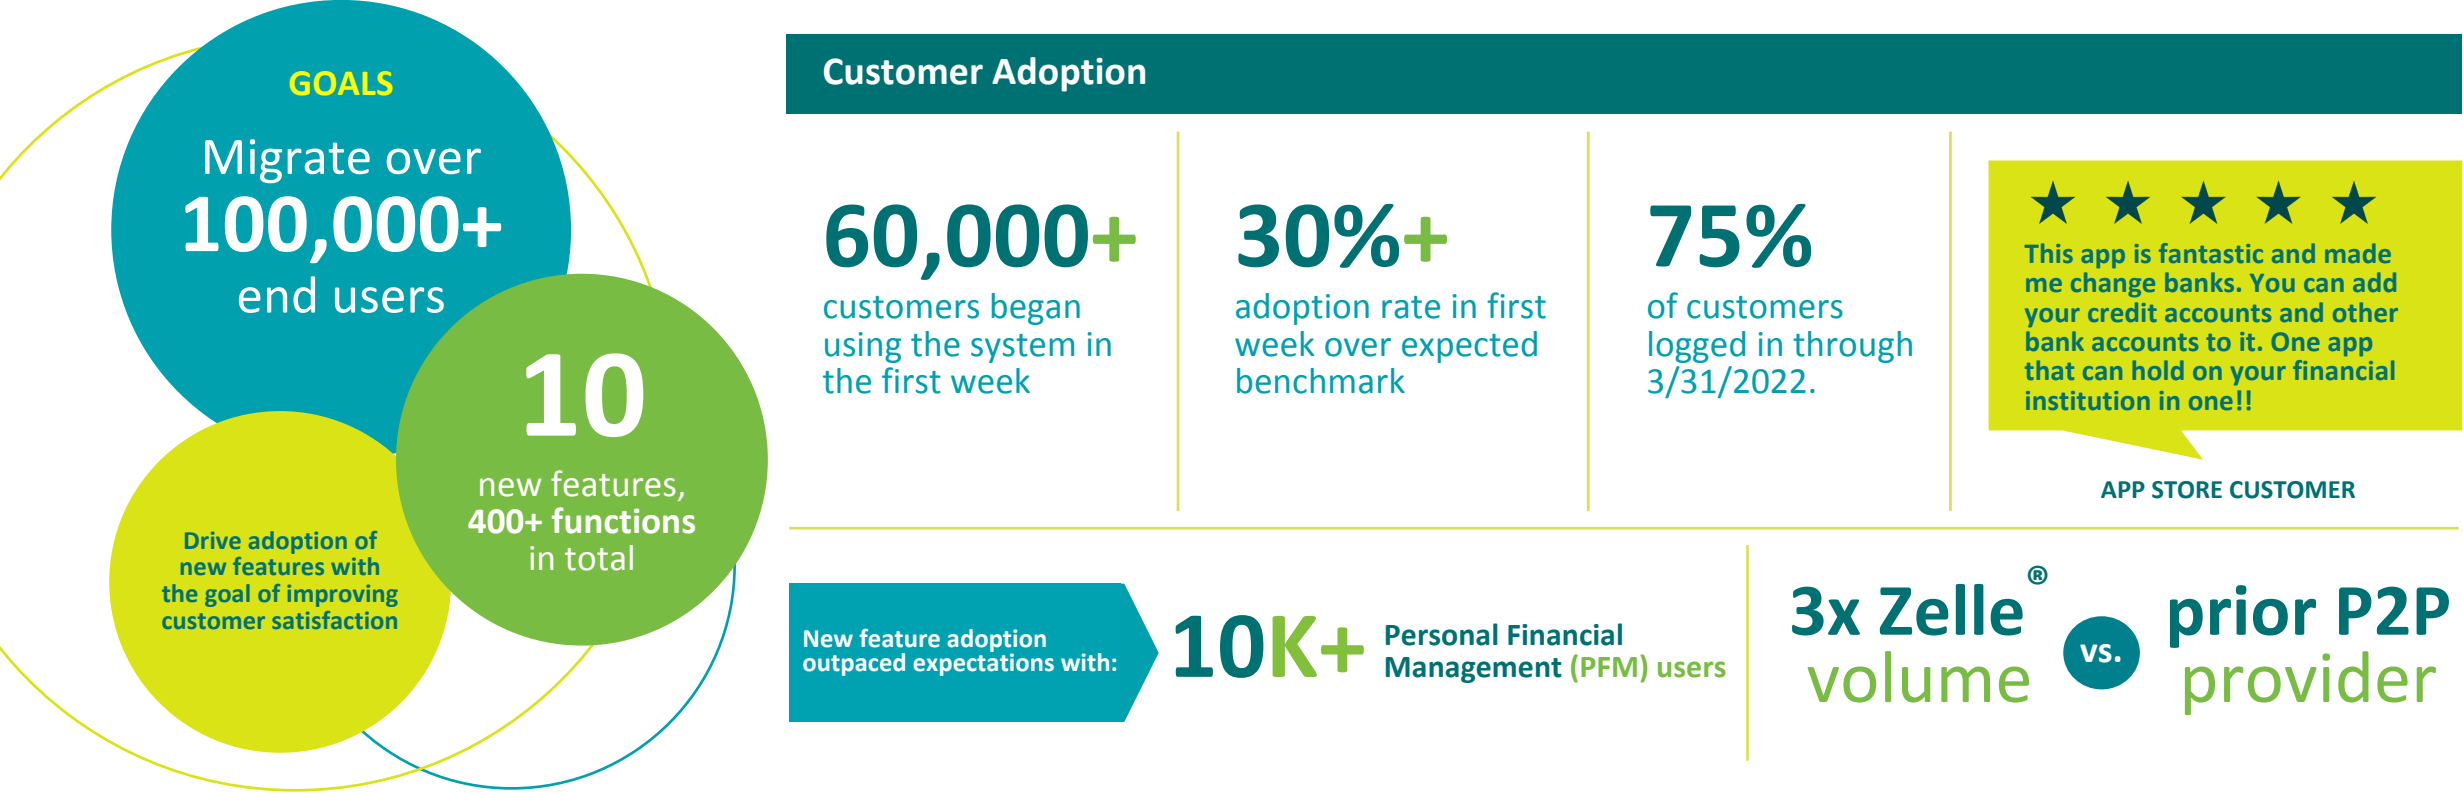 GOALS
Migrate over
100,000+
end users
10
new features,
400+ functions
in total
Drive adoption of
new features with
the goal of improving
customer satisfaction
Customer Adoption
60,000+
customers began
using the system in
the first week
30%+
adoption rate in first
week over expected
benchmark
75%
of customers
logged in through
3/31/2022.
This app is fantastic and made
me change banks. You can add
your credit accounts and other
bank accounts to it. One app
that can hold on your financial
institution in one!!
APP STORE CUSTOMER
New feature adoption
outpaced expectations with:
10K+
Personal Financial
Management (PFM) users
3x Zelle®
volume
vs.
prior P2P
provider